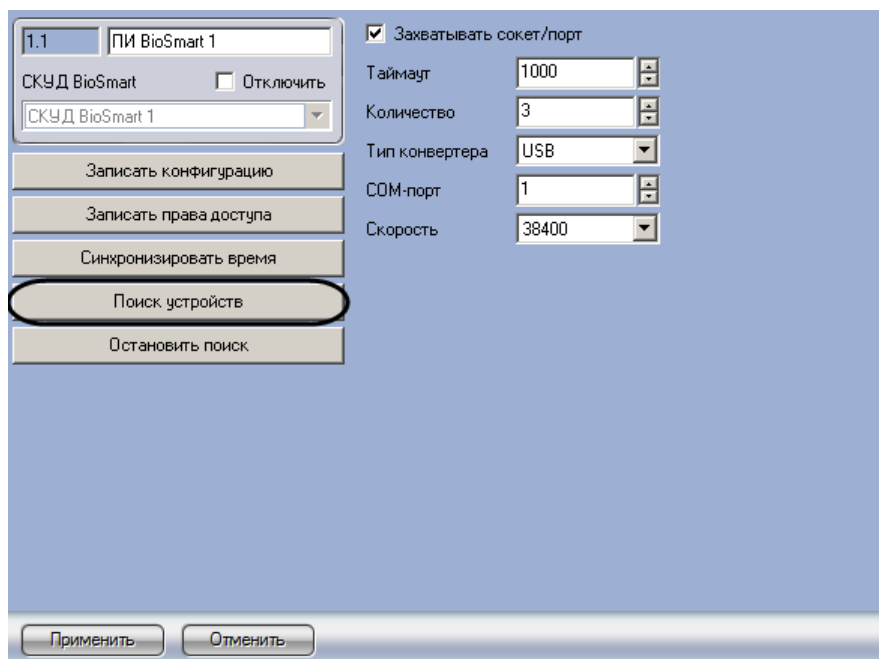 1.1 ПИ BioSmart 1
СКУД BioSmart Отключить
СКУД BioSmart 1
Записать конфигурацию
Записать права доступа
Синхронизировать время
Поиск устройств
Остановить поиск
Захватывать сокет/порт
Таймаут 1000
Количество 3
Тип конвертера USB
COM-порт 1
Скорость 38400
Применить Отменить